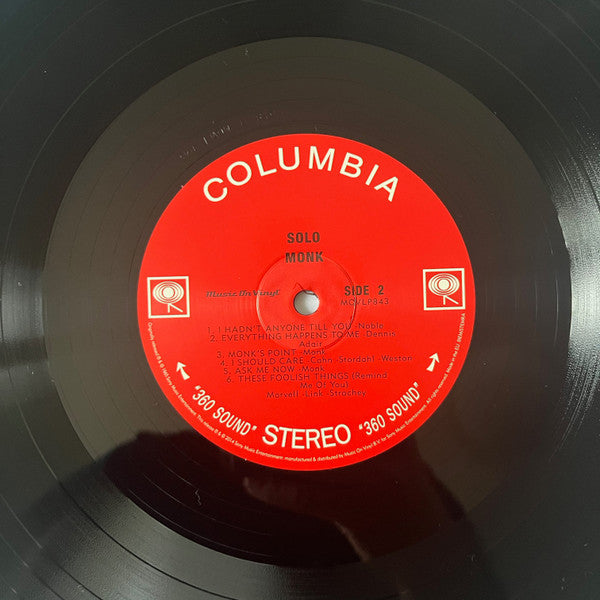 COLUMBIA
SOLO
MONK
Music On Vinyl
SIDE 2
MOVLP843
1. I HADN'T ANYONE TILL YOU -Noble
2. EVERYTHING HAPPENS TO ME -Dennis
Adair
3. MONK'S POINT -Monk
4. I SHOULD CARE -Cahn -Stordahl -Weston
5. ASK ME NOW -Monk
6. THESE FOOLISH THINGS (Remind
Me Of You)
Marvell -Link -Strachey
"360 SOUND" STEREO "360 SOUND"